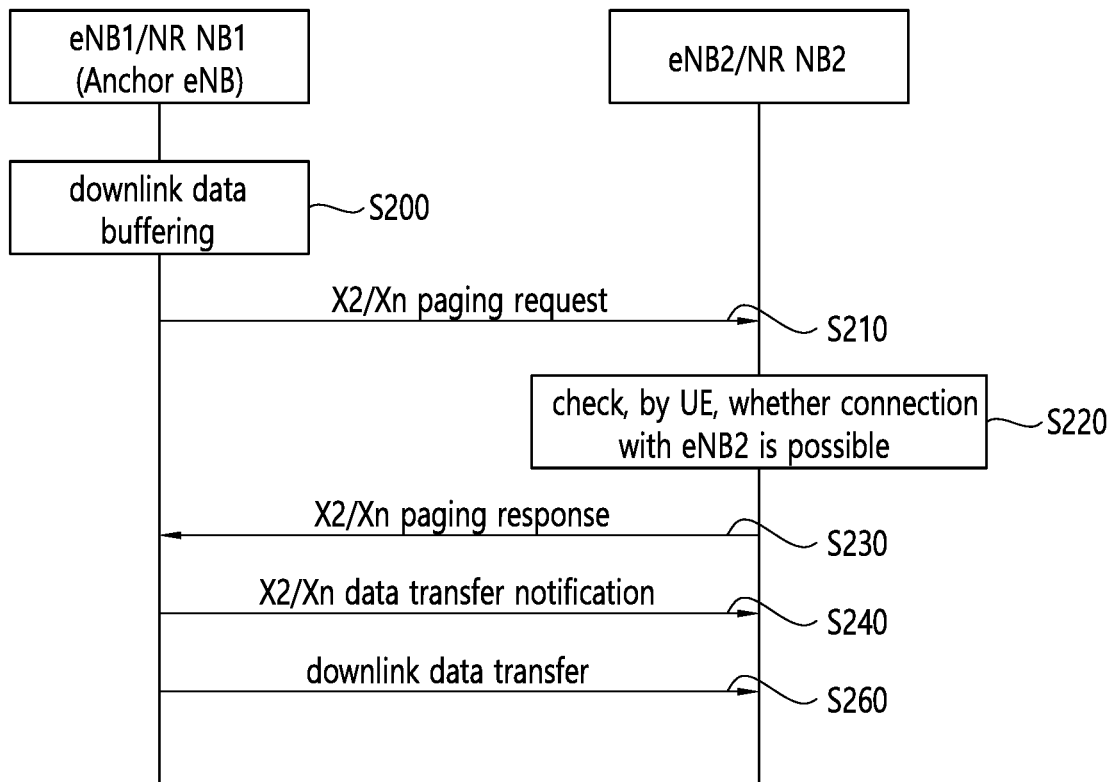 eNB1/NR NB1
(Anchor eNB)
eNB2/NR NB2
downlink data
buffering
S200
X2/Xn paging request
S210
check, by UE, whether connection
with eNB2 is possible
S220
X2/Xn paging response
S230
X2/Xn data transfer notification
S240
downlink data transfer
S260